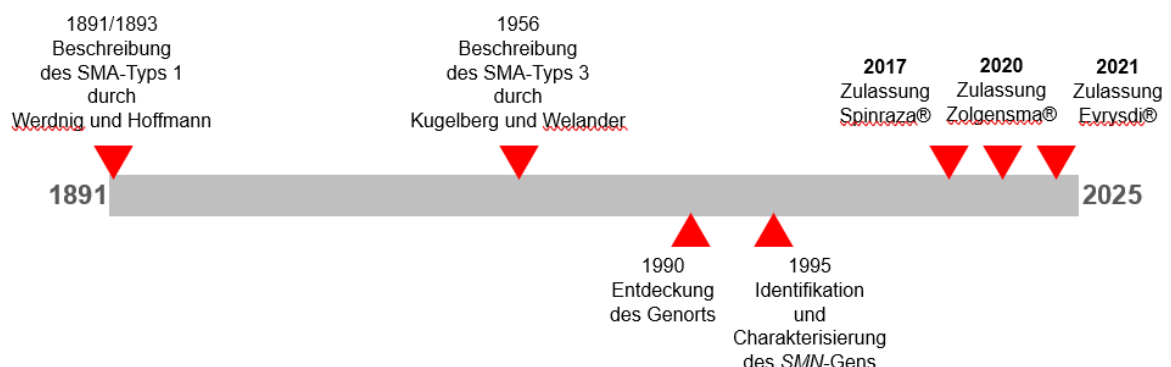 1891/1893
Beschreibung
des SMA-Typs 1
durch
Werdnig und Hoffmann
1956
Beschreibung
des SMA-Typs 3
durch
Kugelberg und Welander
2017
Zulassung
Spinraza®
2020
Zulassung
Zolgensma®
2021
Zulassung
Evrysdi®
1891
2025
1990
Entdeckung
des Genorts
1995
Identifikation
und
Charakterisierung
des SMN-Gens